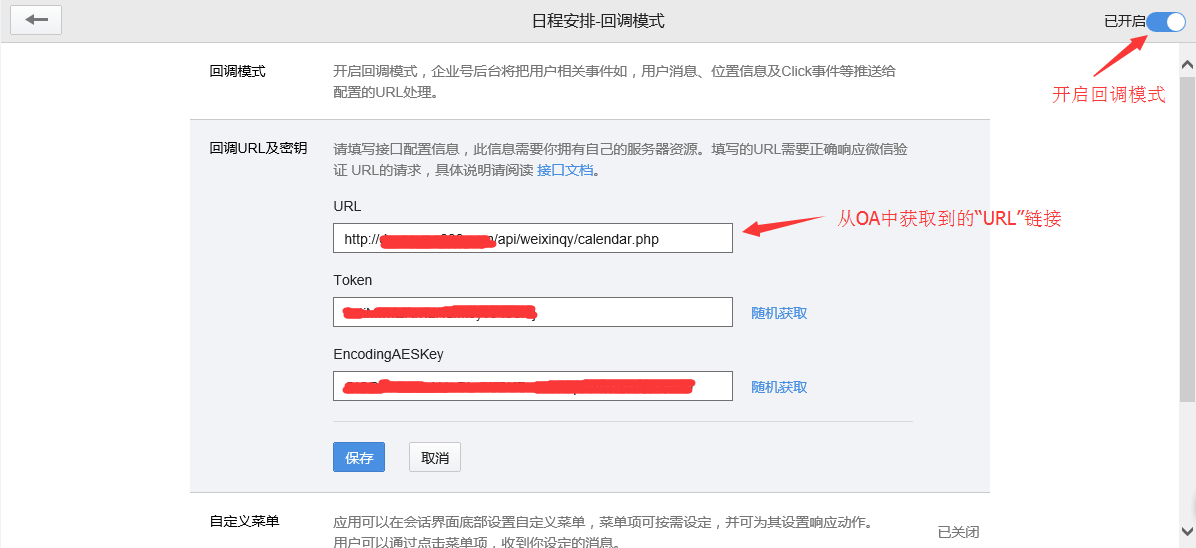 日程安排-回调模式
已开启
回调模式
开启回调模式，企业号后台将把用户相关事件如，用户消息、位置信息及Click事件等推送给
配置的URL处理。
开启回调模式
回调URL及密钥
请填写接口配置信息，此信息需要你拥有自己的服务器资源。填写的URL需要正确响应微信验
证 URL的请求，具体说明请阅读 接口文档。
URL
http:// /api/weixinqy/calendar.php
从OA中获取到的“URL”链接
Token
随机获取
EncodingAESKey
随机获取
保存
取消
自定义菜单
应用可以在会话界面底部设置自定义菜单，菜单项可按需设定，并可为其设置响应动作。
用户可以通过点击菜单项，收到你设定的消息。
已关闭